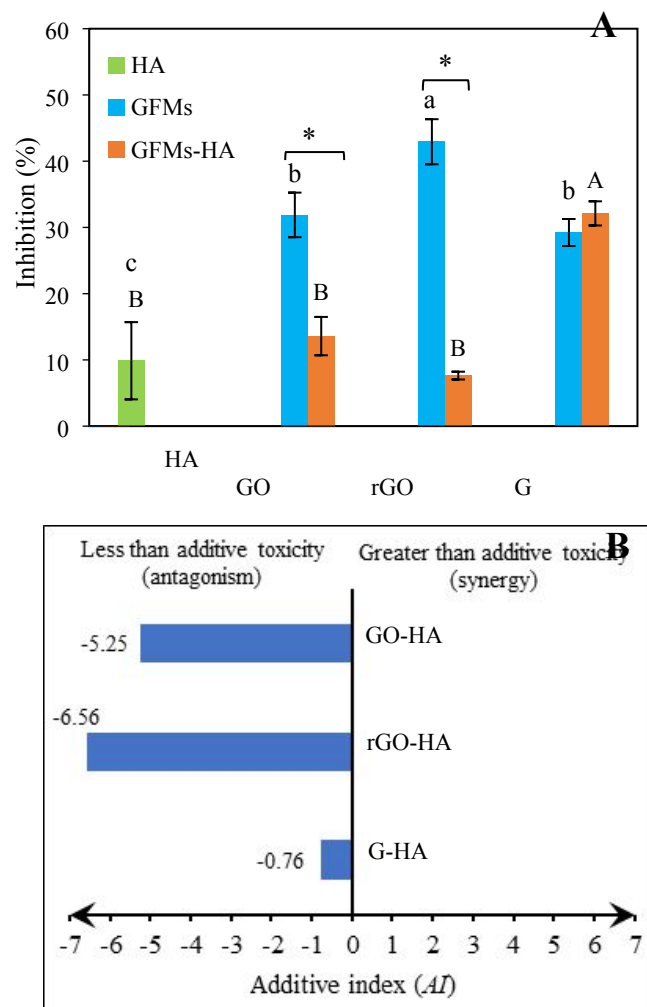 A
60
50
40
30
20
10
0
Inhibition (%)
HA
GFMs
GFMs-HA
c
B
*
b
B
*
a
B
b
A
HA
GO
rGO
G
B
Less than additive toxicity
(antagonism)
Greater than additive toxicity
(synergy)
-5.25
GO-HA
-6.56
rGO-HA
-0.76
G-HA
-7 -6 -5 -4 -3 -2 -1 0 1 2 3 4 5 6 7
Additive index (AI)